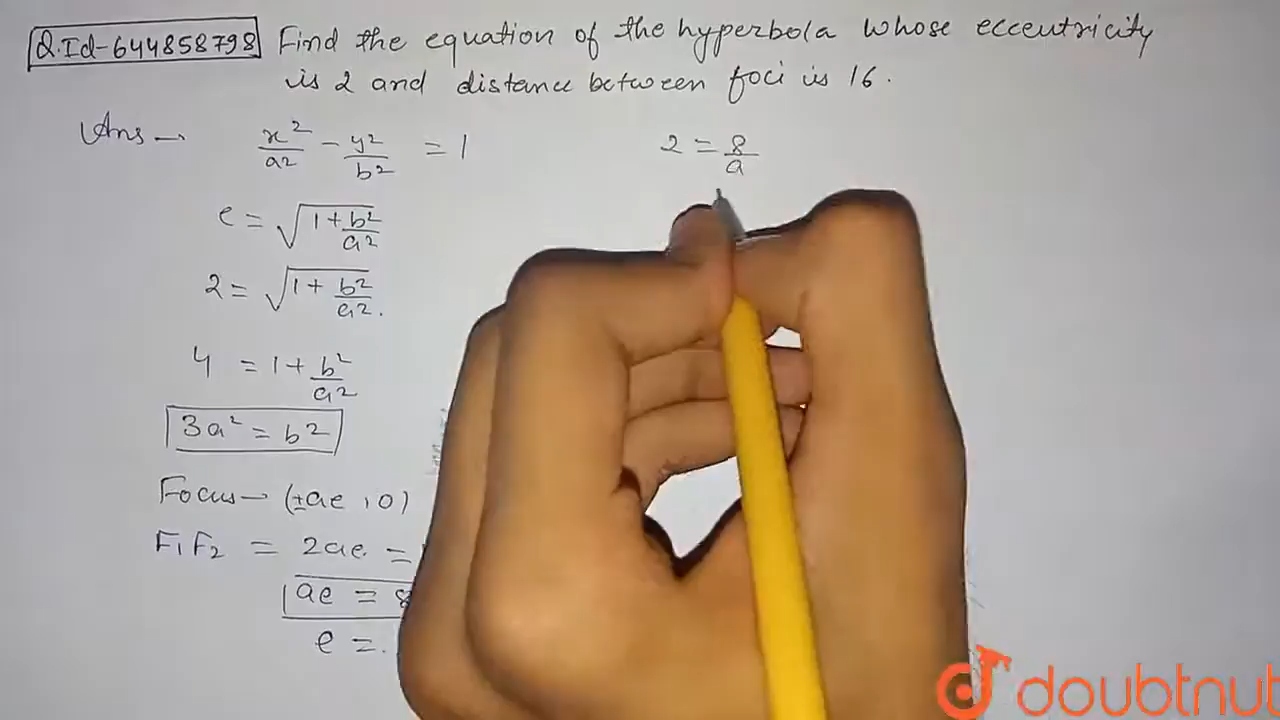 Q.Id-644858798 Find the equation of the hyperbola whose eccentricity
is 2 and distance between foci is 16.
Ans → x²/a² - y²/b² = 1
e = √(1+b²/a²)
2 = √(1+b²/a²).
4 = 1+b²/a²
3a² = b²
Focus → (±ae, 0)
F₁F₂ = 2ae =
ae = 8
e =
2 = 8/a
doubtnut